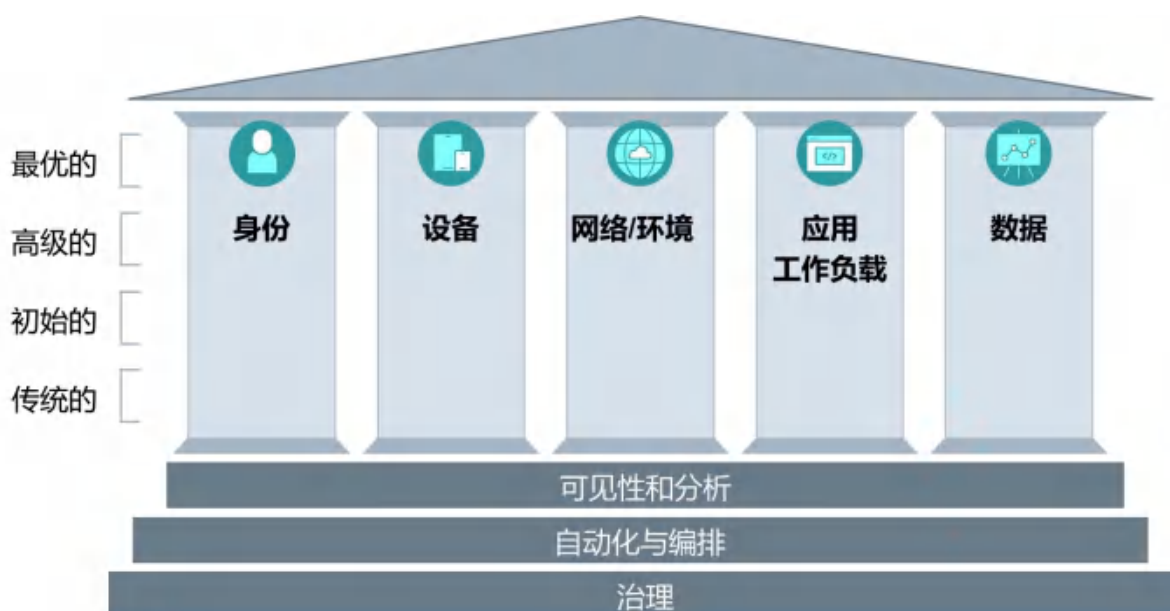 最优的
高级的
初始的
传统的
身份
设备
网络/环境
应用
工作负载
数据
可见性和分析
自动化与编排
治理